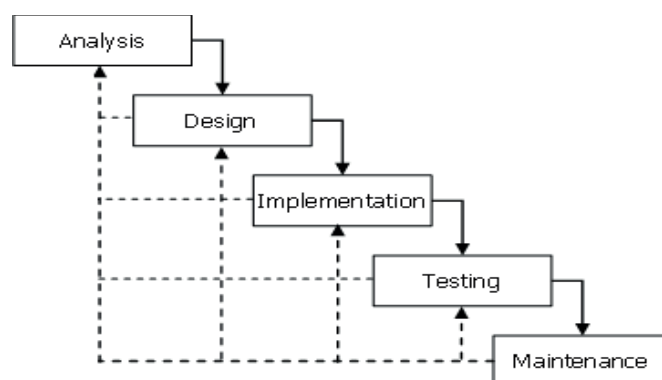 Analysis
Design
Implementation
Testing
Maintenance